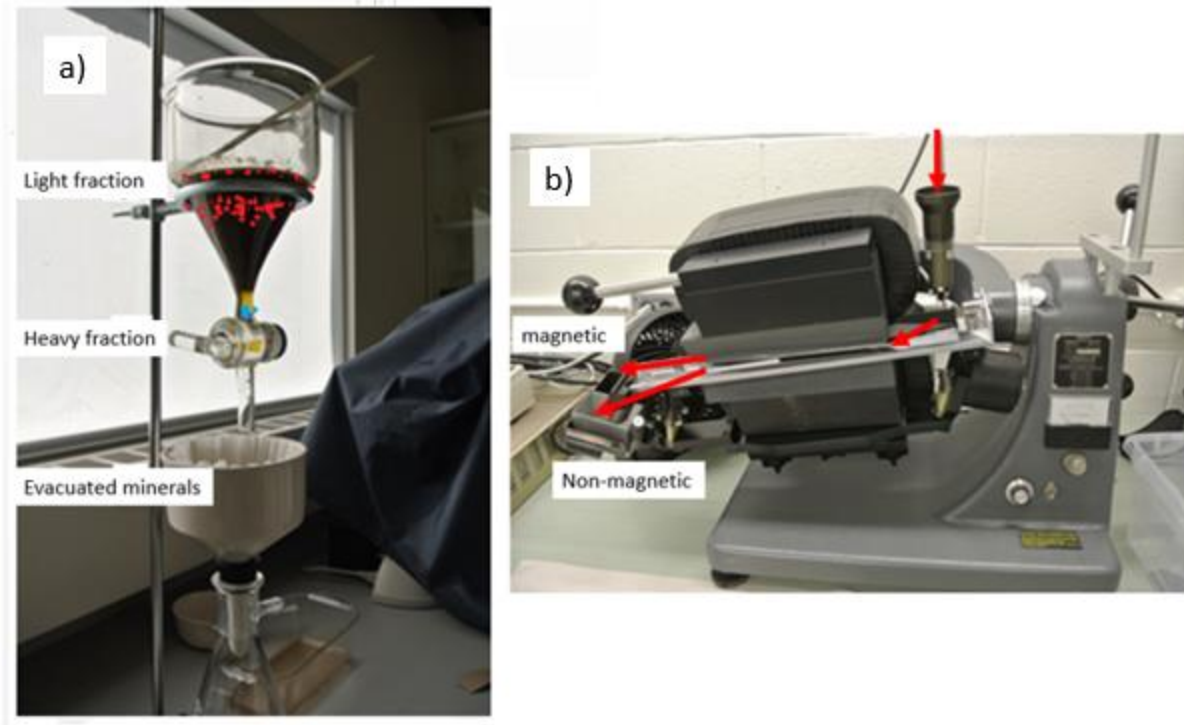 a)
Light fraction
Heavy fraction
Evacuated minerals
b)
magnetic
Non-magnetic